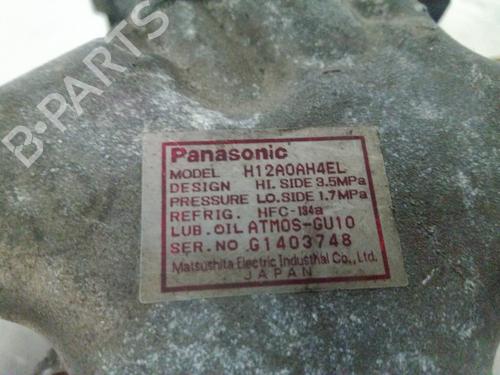 B-PARTS
Panasonic
MODEL H12A0AH4EL
DESIGN HI. SIDE 3.5MPa
PRESSURE LO. SIDE 1.7MPa
REFRIG. HFC-134a
LUB. OIL ATMOS-GU10
SER. NO G1403748
Matsushita Electric Industrial Co., Ltd.
JAPAN